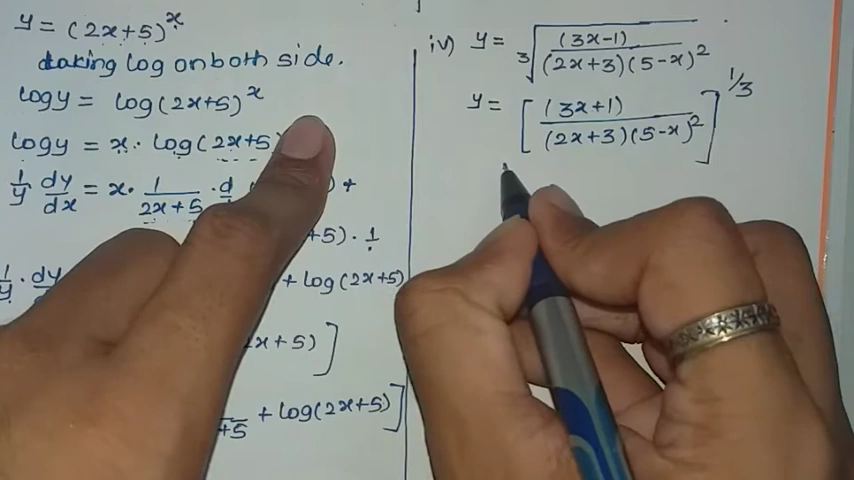 y = (2x+5)^x
taking log on both side.
log y = log (2x+5)^x
log y = x · log (2x+5)
1/y dy/dx = x · 1/(2x+5) · d/ +
+5) · 1
1/y · dy + log (2x+5)
2x+5) ]
+5 + log (2x+5) ]
iv) y = ∛((3x-1)/((2x+3)(5-x)^2))
y = [ (3x+1)/((2x+3)(5-x)^2) ]^1/3